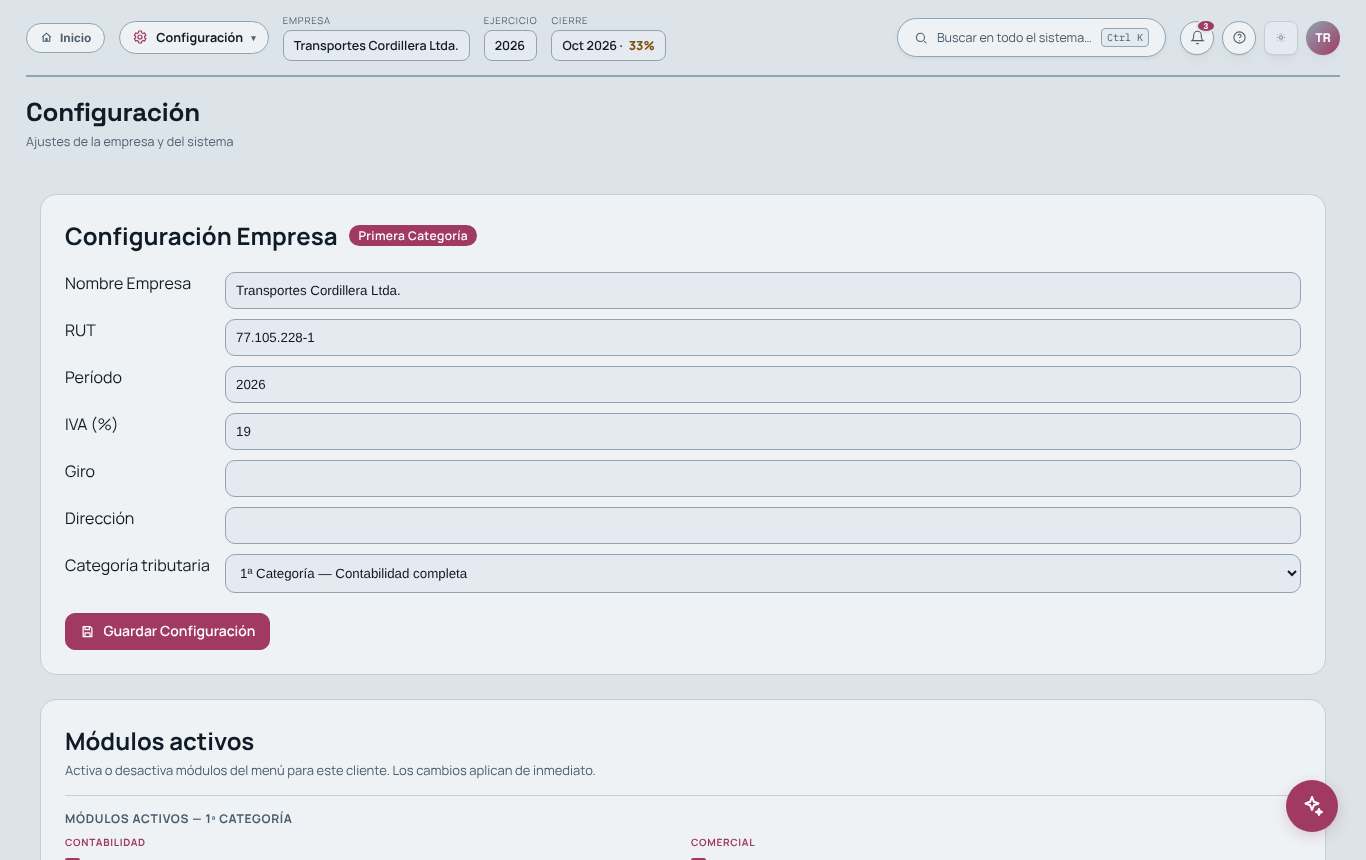 Inicio
Configuración ▾
EMPRESA
Transportes Cordillera Ltda.
EJERCICIO
2026
CIERRE
Oct 2026 · 33%
Buscar en todo el sistema... Ctrl K
3
TR
Configuración
Ajustes de la empresa y del sistema
Configuración Empresa Primera Categoría
Nombre Empresa Transportes Cordillera Ltda.
RUT 77.105.228-1
Período 2026
IVA (%) 19
Giro
Dirección
Categoría tributaria 1ª Categoría — Contabilidad completa
Guardar Configuración
Módulos activos
Activa o desactiva módulos del menú para este cliente. Los cambios aplican de inmediato.
MÓDULOS ACTIVOS — 1ª CATEGORÍA
CONTABILIDAD COMERCIAL